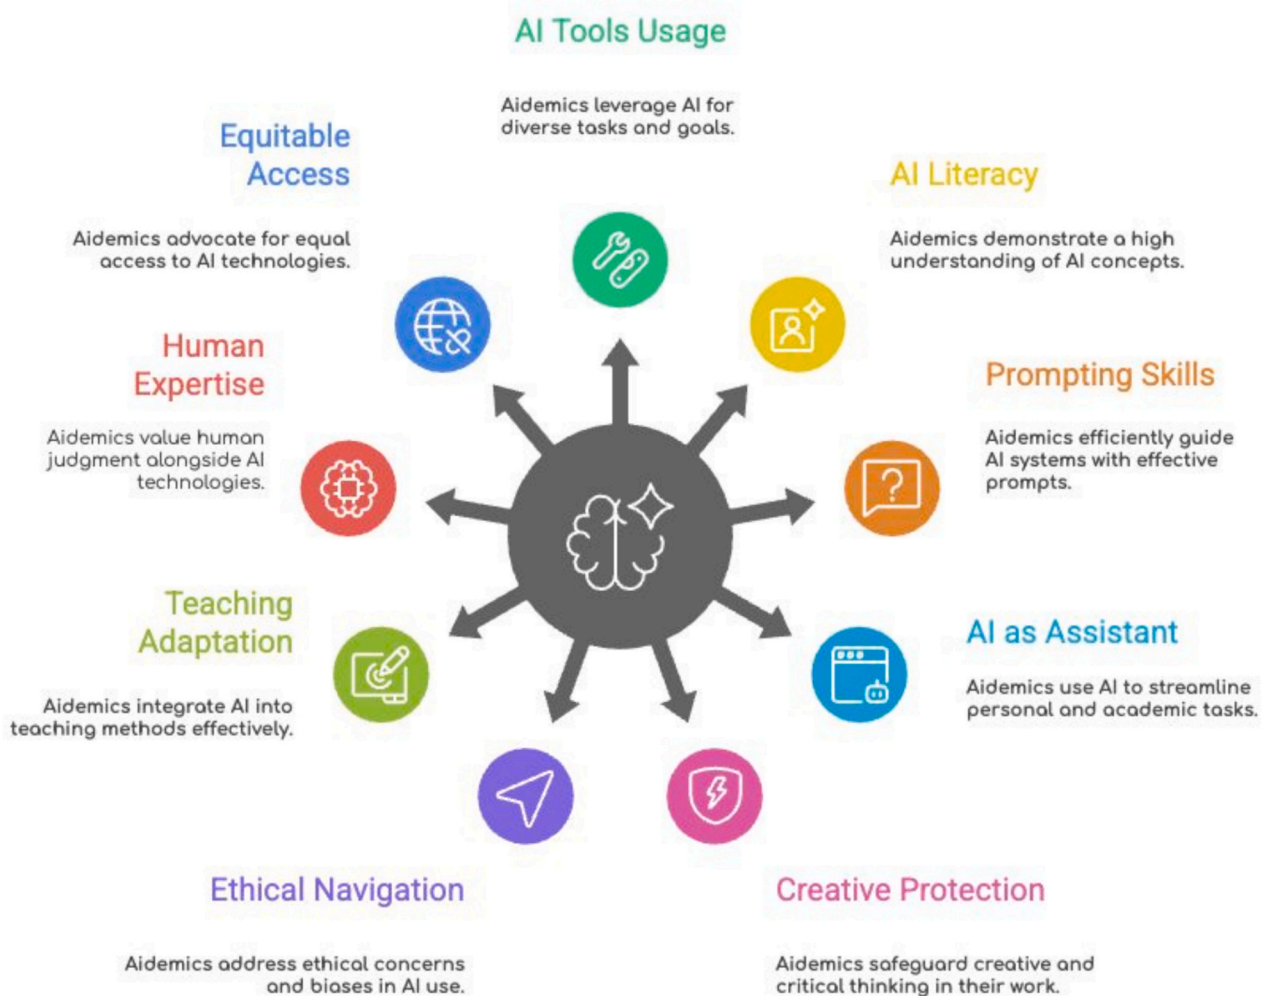 AI Tools Usage
Aidemics leverage AI for
diverse tasks and goals.
Equitable
Access
Aidemics advocate for equal
access to AI technologies.
AI Literacy
Aidemics demonstrate a high
understanding of AI concepts.
Human
Expertise
Aidemics value human
judgment alongside AI
technologies.
Prompting Skills
Aidemics efficiently guide
AI systems with effective
prompts.
?
Teaching
Adaptation
Aidemics integrate AI into
teaching methods effectively.
AI as Assistant
Aidemics use AI to streamline
personal and academic tasks.
Ethical Navigation
Aidemics address ethical concerns
and biases in AI use.
Creative Protection
Aidemics safeguard creative and
critical thinking in their work.